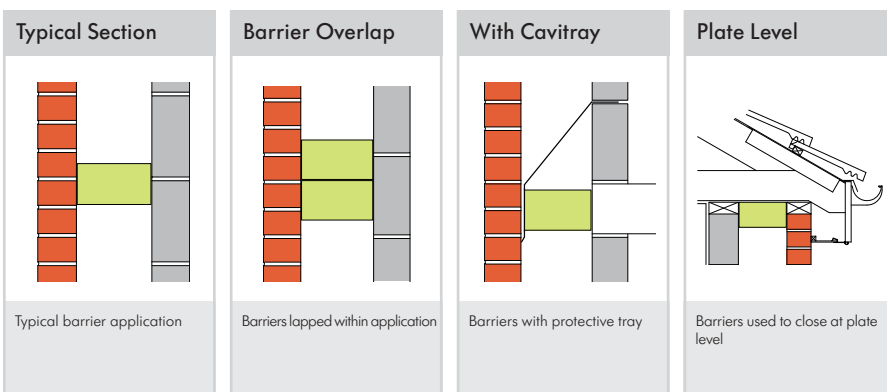 Typical Section
Typical barrier application
Barrier Overlap
Barriers lapped within application
With Cavitray
Barriers with protective tray
Plate Level
Barriers used to close at plate
level